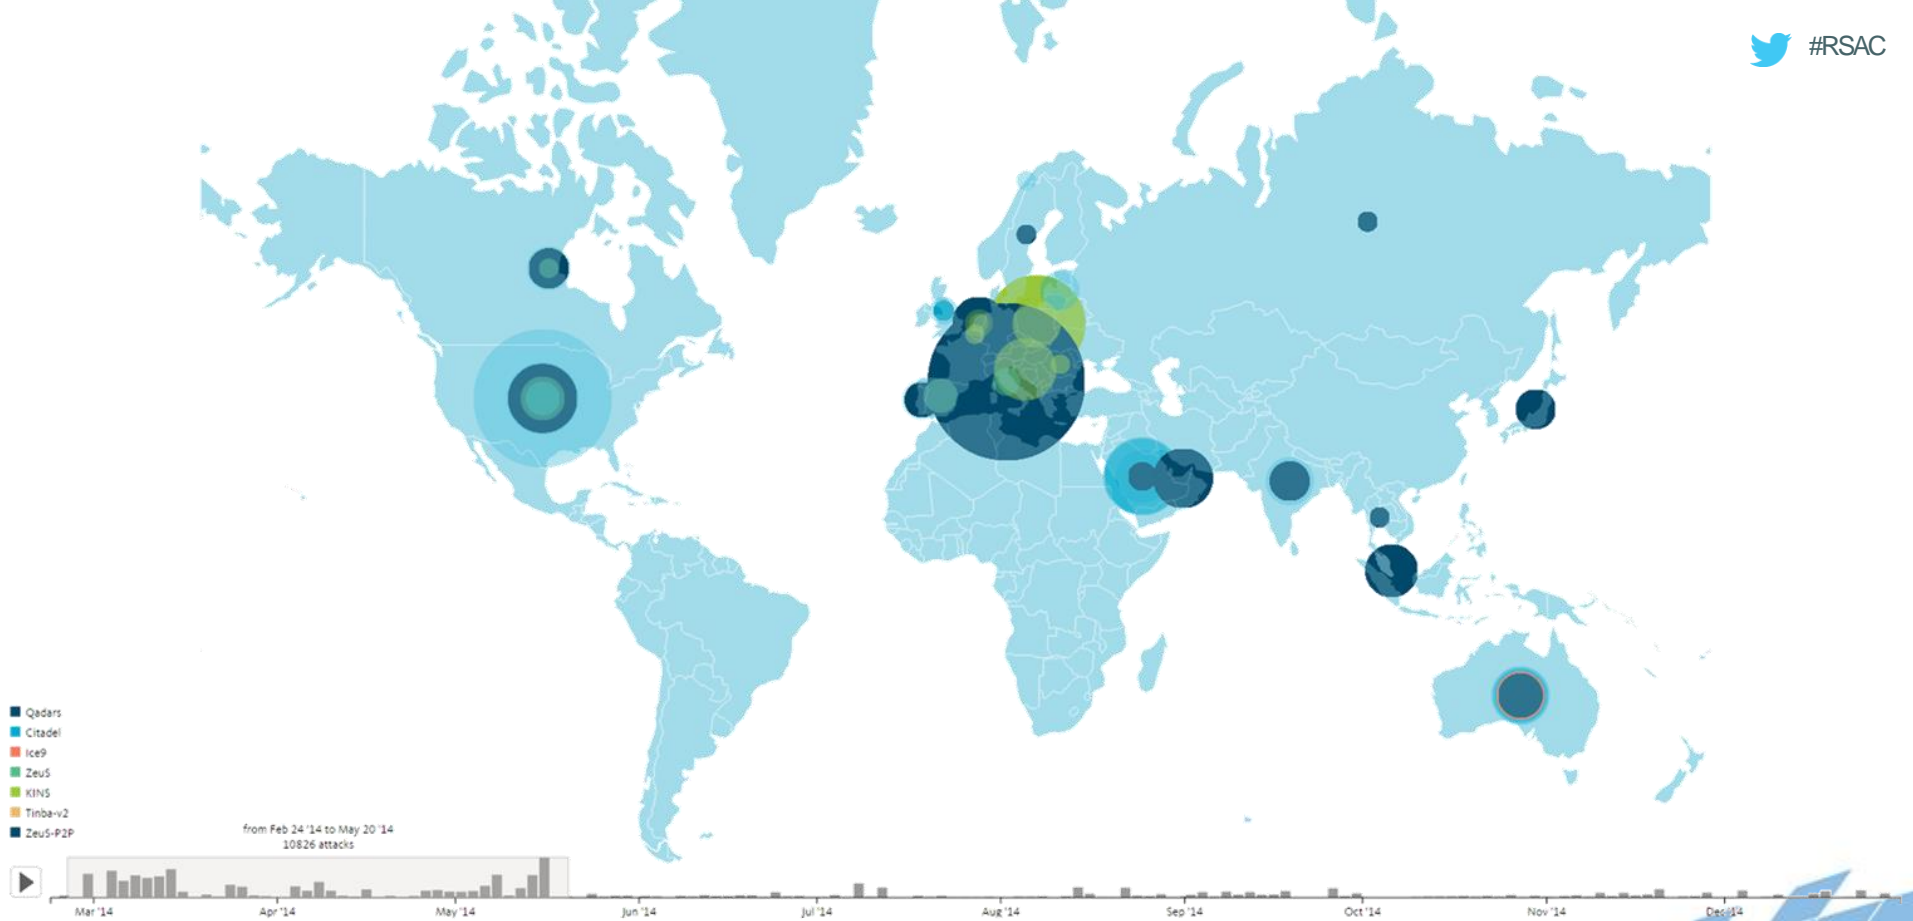 #RSAC
Qadars
Citadel
Ice9
ZeuS
KINS
Tinba-v2
ZeuS-P2P
from Feb 24 '14 to May 20 '14
10826 attacks
Mar '14 Apr '14 May '14 Jun '14 Jul '14 Aug '14 Sep '14 Oct '14 Nov '14